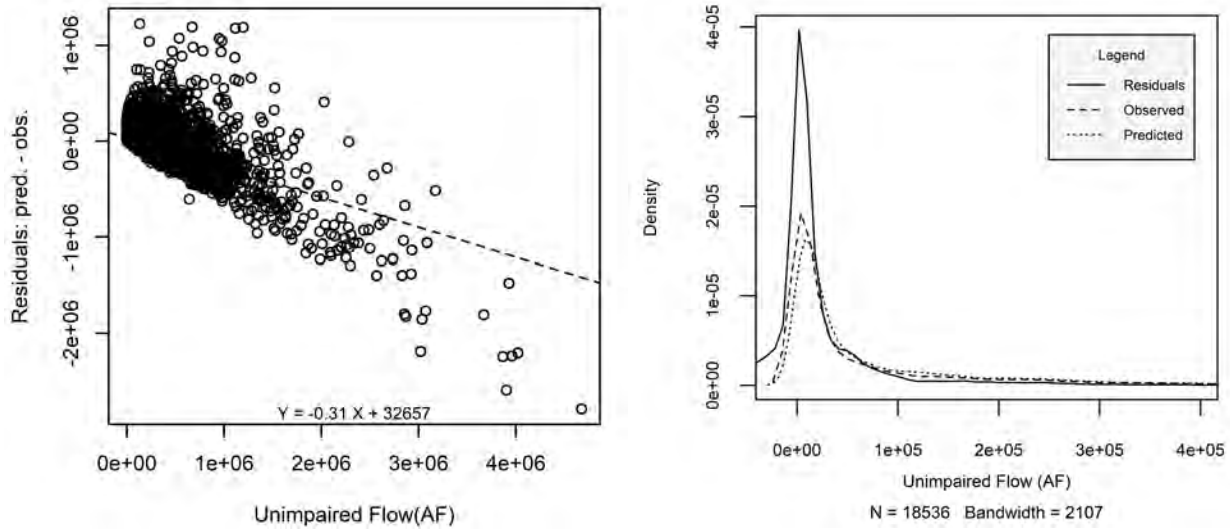 1e+06
0e+00
-1e+06
-2e+06
Residuals: pred. - obs.
Y = -0.31 X + 32657
0e+00 1e+06 2e+06 3e+06 4e+06
Unimpaired Flow(AF)
4e-05
3e-05
2e-05
1e-05
0e+00
Density
Legend
Residuals
Observed
Predicted
0e+00 1e+05 2e+05 3e+05 4e+05
Unimpaired Flow (AF)
N = 18536 Bandwidth = 2107